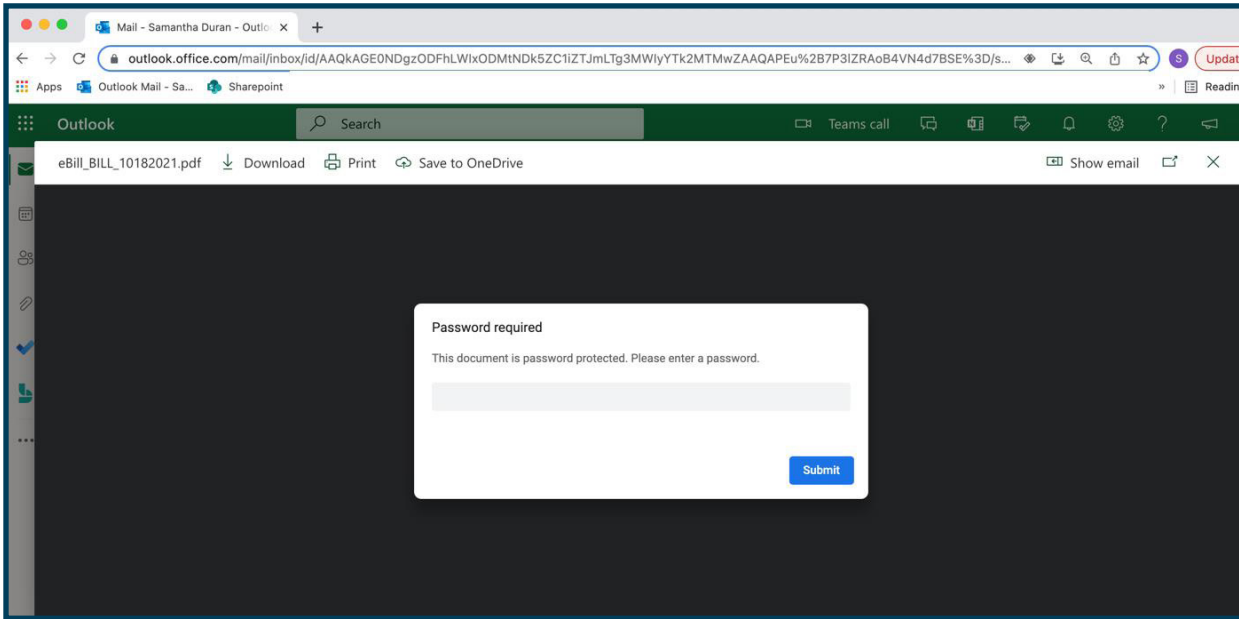 Mail - Samantha Duran - Outlo
outlook.office.com/mail/inbox/id/AAQkAGE0NDgzODFhLWIxODMtNDk5ZC1iZTJmLTg3MWIyYTk2MTMwZAAQAPEu%2B7P3IZRAoB4VN4d7BSE%3D/s... S Updat
Apps Outlook Mail - Sa... Sharepoint » Readin
Outlook Search Teams call
eBill_BILL_10182021.pdf Download Print Save to OneDrive Show email
Password required
This document is password protected. Please enter a password.
Submit